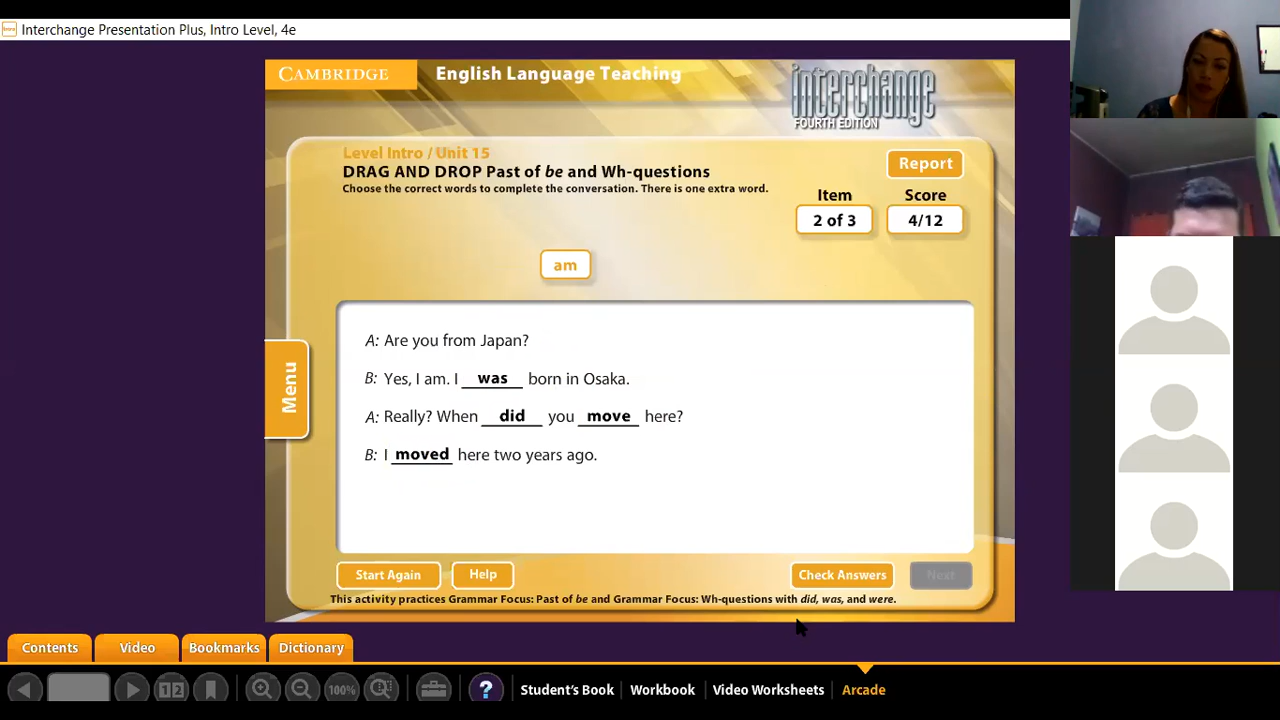 Interchange Presentation Plus, Intro Level, 4e
CAMBRIDGE
English Language Teaching
interchange
FOURTH EDITION
Level Intro / Unit 15
DRAG AND DROP Past of be and Wh-questions
Choose the correct words to complete the conversation. There is one extra word.
Report
Item Score
2 of 3 4/12
am
A: Are you from Japan?
B: Yes, I am. I was born in Osaka.
A: Really? When did you move here?
B: I moved here two years ago.
Menu
Start Again Help Check Answers Next
This activity practices Grammar Focus: Past of be and Grammar Focus: Wh-questions with did, was, and were.
Contents Video Bookmarks Dictionary
12 100% ? Student's Book Workbook Video Worksheets Arcade